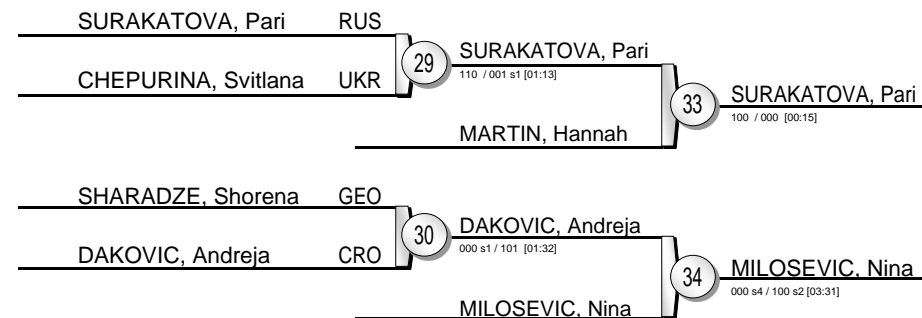 SURAKATOVA, Pari RUS
29
SURAKATOVA, Pari
110 / 001 s1 [01:13]
CHEPURINA, Svitlana UKR
33
SURAKATOVA, Pari
100 / 000 [00:15]
MARTIN, Hannah
SHARADZE, Shorena GEO
30
DAKOVIC, Andreja
000 s1 / 101 [01:32]
DAKOVIC, Andreja CRO
34
MILOSEVIC, Nina
000 s4 / 100 s2 [03:31]
MILOSEVIC, Nina